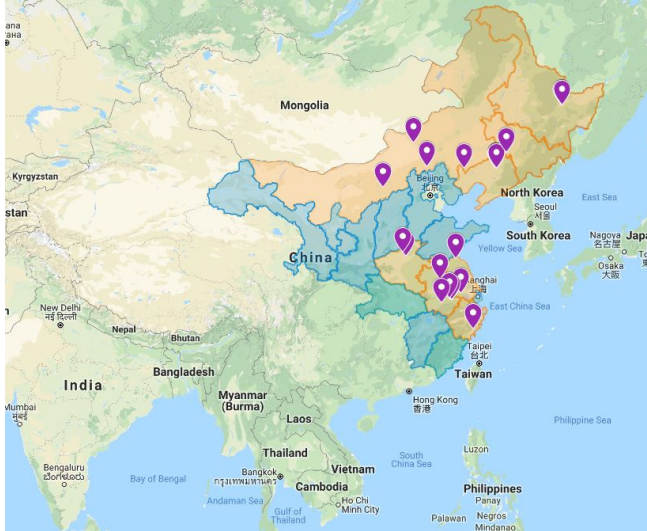 Mongolia
Kyrgyzstan
Beijing
北京
North Korea
East Sea
Seoul
서울
South Korea
Nagoya
名古屋
Yellow Sea
Osaka
大阪
China
上海
East China Sea
New Delhi
नई दिल्ली
Nepal
Bhutan
Taipei
台北
Taiwan
India
Bangladesh
Myanmar
(Burma)
Hong Kong
香港
Mumbai
मुंबई
Laos
Philippine Sea
Thailand
Vietnam
South
China Sea
Luzon
Bengaluru
ಬೆಂಗಳೂರು
Bay of Bengal
Bangkok
กรุงเทพมหานคร
Cambodia
Andaman Sea
Ho Chi
Minh City
Gulf of
Thailand
Philippines
Panay
Palawan
Negros
Mindanao